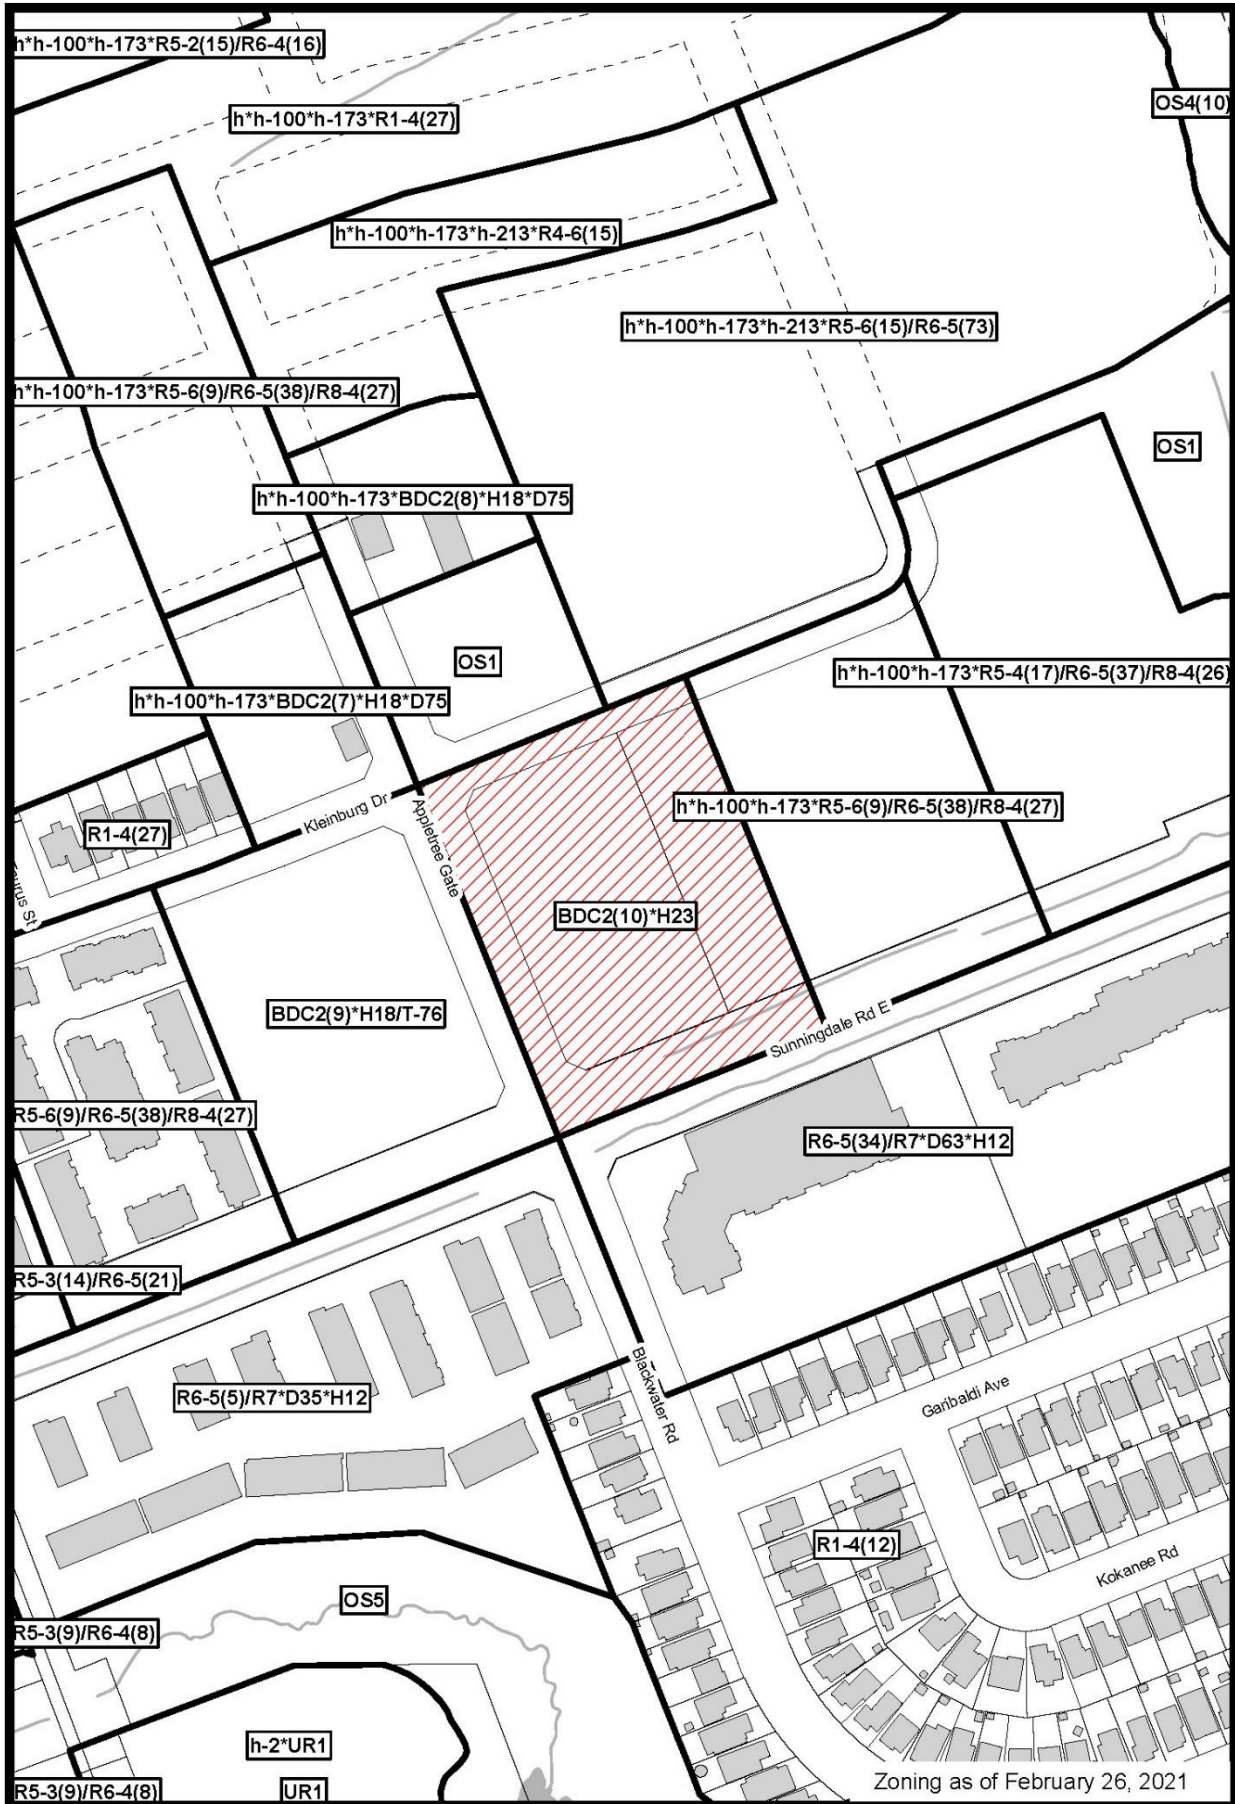 h*h-100*h-173*R5-2(15)/R6-4(16)
OS4(10)
h*h-100*h-173*R1-4(27)
h*h-100*h-173*h-213*R4-6(15)
h*h-100*h-173*h-213*R5-6(15)/R6-5(73)
h*h-100*h-173*R5-6(9)/R6-5(38)/R8-4(27)
OS1
h*h-100*h-173*BDC2(8)*H18*D75
OS1
h*h-100*h-173*R5-4(17)/R6-5(37)/R8-4(26)
h*h-100*h-173*BDC2(7)*H18*D75
Kleinburg Dr
h*h-100*h-173*R5-6(9)/R6-5(38)/R8-4(27)
R1-4(27)
Appletree Gate
St
BDC2(10)*H23
BDC2(9)*H18/T-76
Sunningdale Rd E
R5-6(9)/R6-5(38)/R8-4(27)
R6-5(34)/R7*D63*H12
R5-3(14)/R6-5(21)
R6-5(5)/R7*D35*H12
Blackwater Rd
Garibaldi Ave
R1-4(12)
Kokanee Rd
OS5
R5-3(9)/R6-4(8)
h-2*UR1
Zoning as of February 26, 2021
R5-3(9)/R6-4(8)
UR1